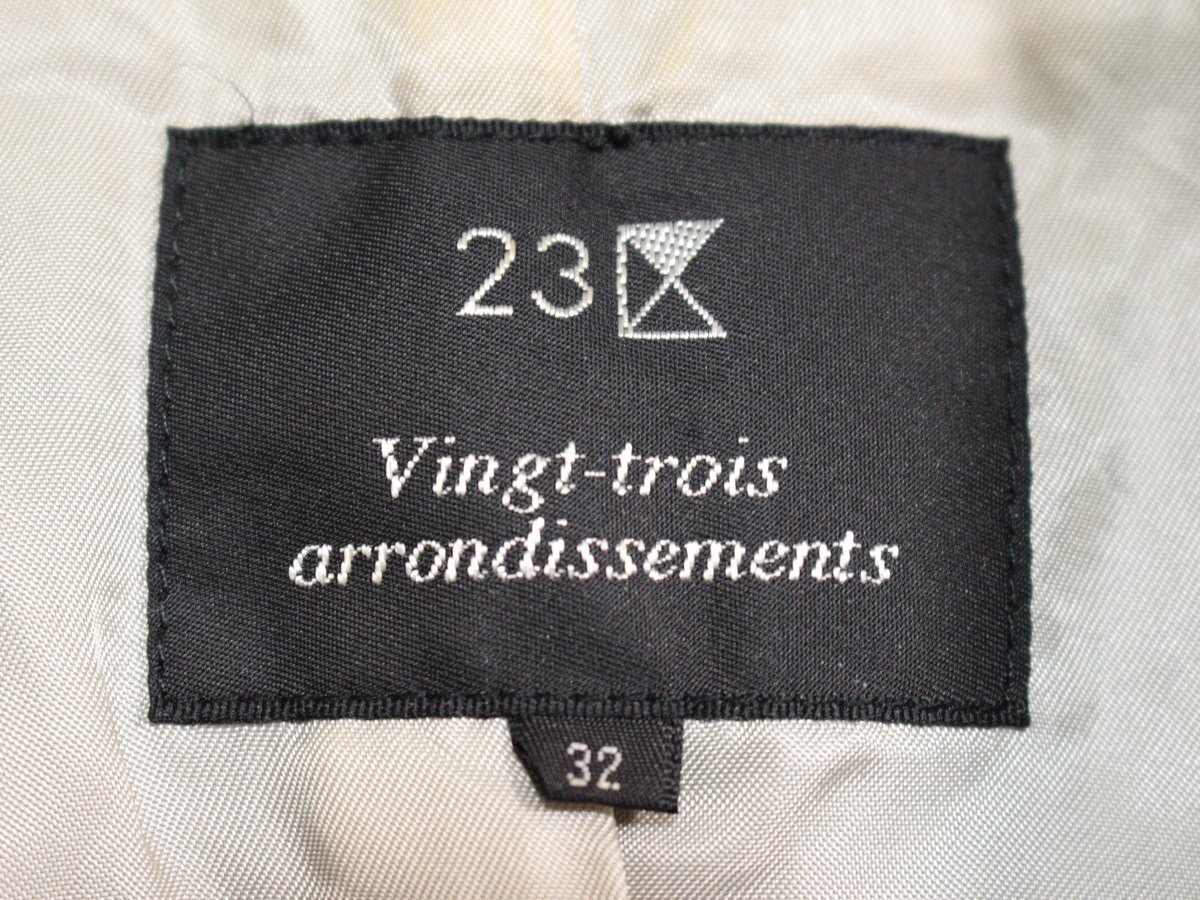 23
Vingt-trois
arrondissements
32